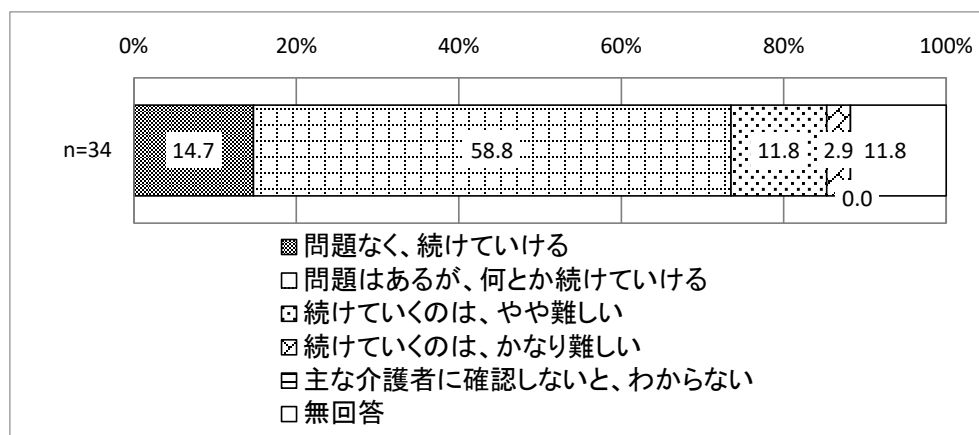 0% 20% 40% 60% 80% 100%
n=34 14.7 58.8 11.8 2.9 11.8
0.0
問題なく、続けていける
問題はあるが、何とか続けていける
続けていくのは、やや難しい
続けていくのは、かなり難しい
主な介護者に確認しないと、わからない
無回答